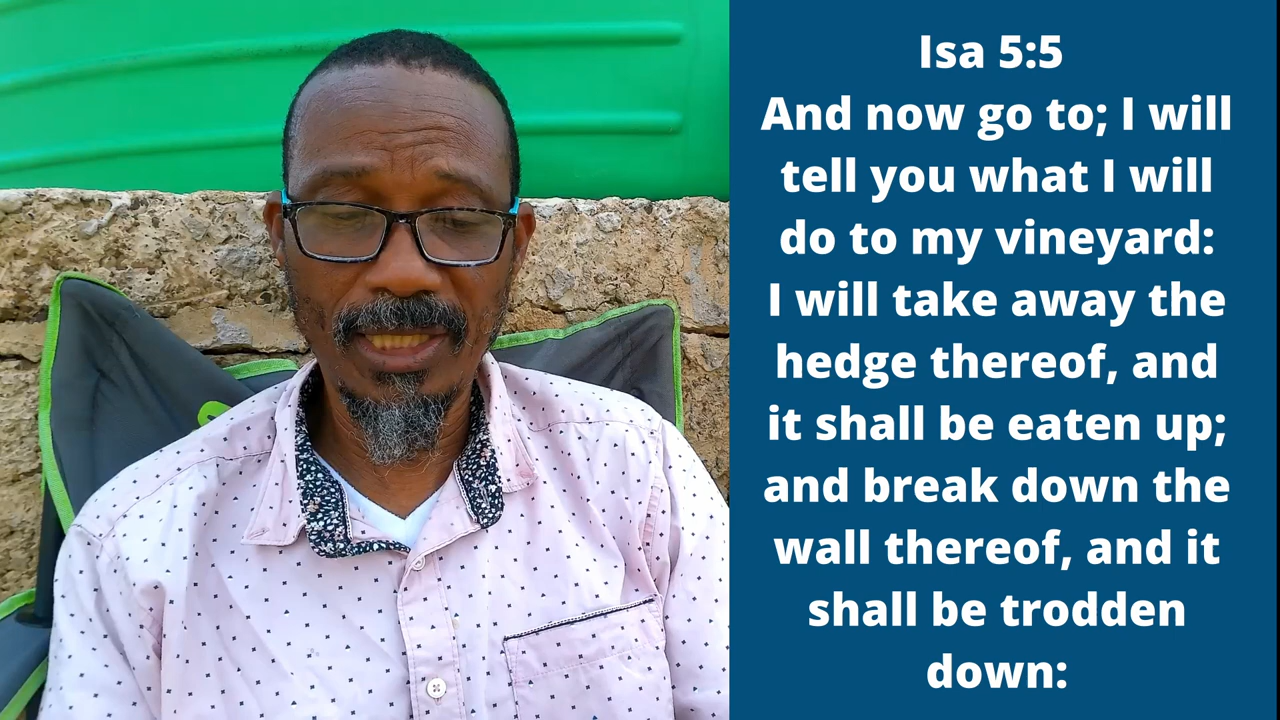 Isa 5:5
And now go to; I will
tell you what I will
do to my vineyard:
I will take away the
hedge thereof, and
it shall be eaten up;
and break down the
wall thereof, and it
shall be trodden
down: